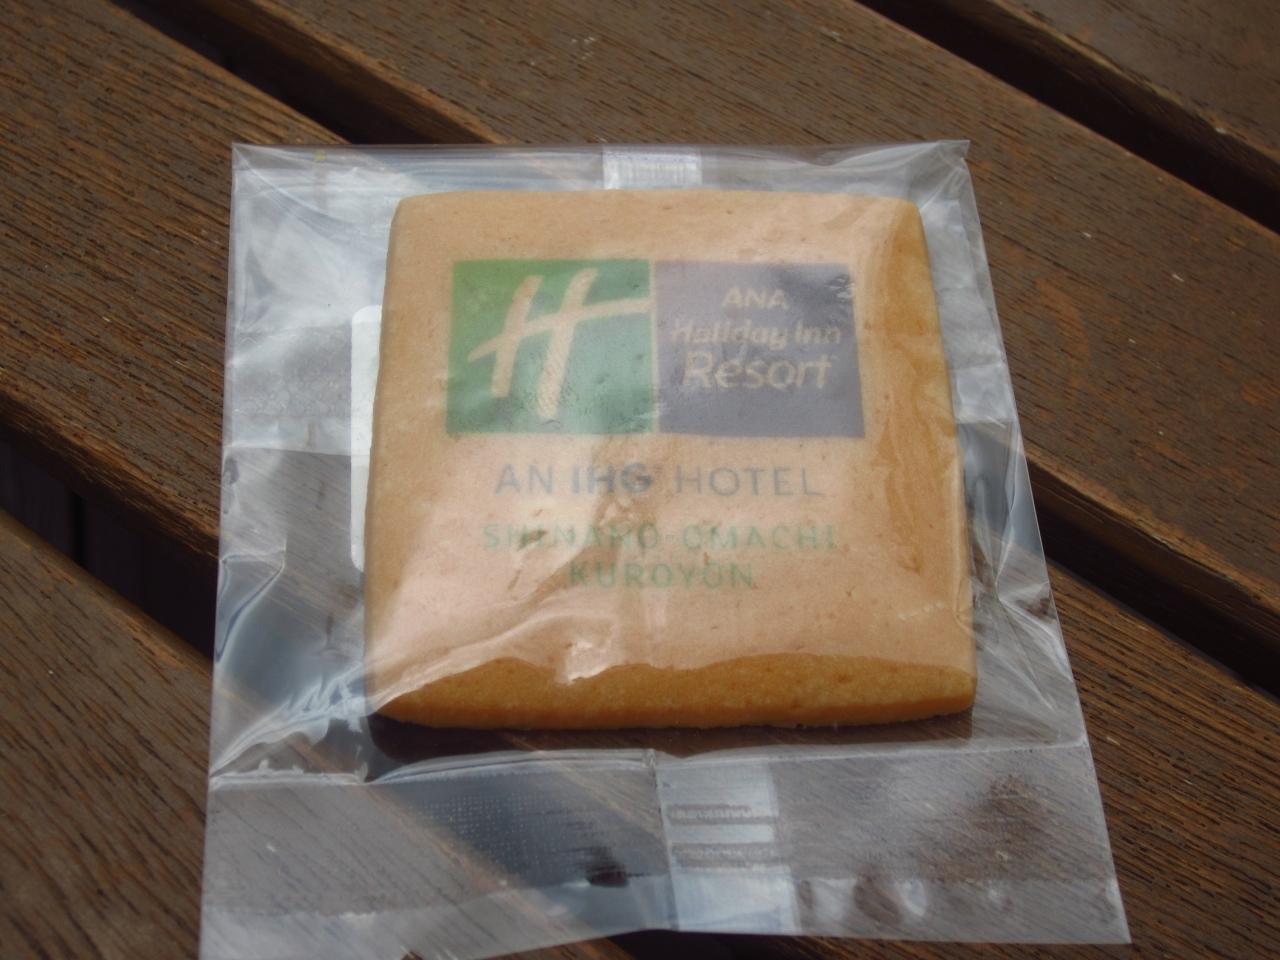 H
ANA
Holiday Inn
Resort
AN IHG HOTEL
SHINANO-OMACHI
KUROYON